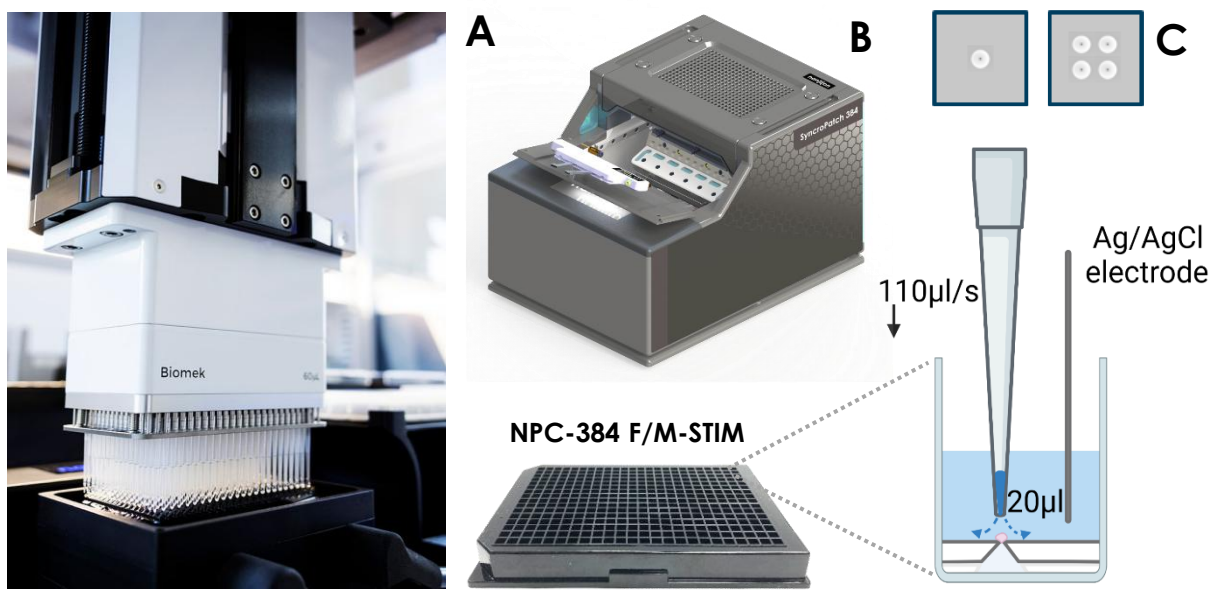 A
B
C
SyncroPatch 384
Biomek
60µL
Ag/AgCl
electrode
110µl/s
NPC-384 F/M-STIM
20µl